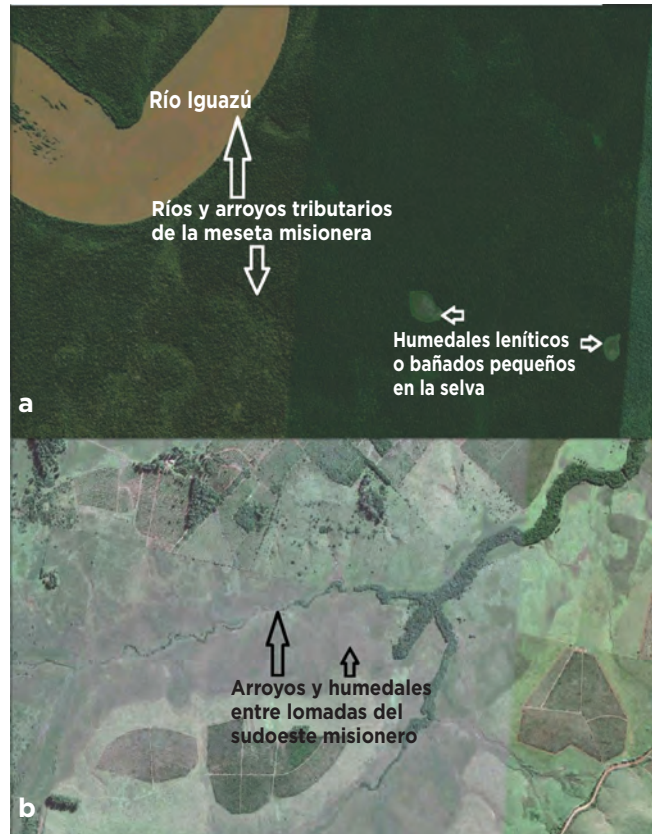 Río Iguazú
Ríos y arroyos tributarios
de la meseta misionera
Humedales leníticos
o bañados pequeños
en la selva
a
Arroyos y humedales
entre lomadas del
sudoeste misionero
b